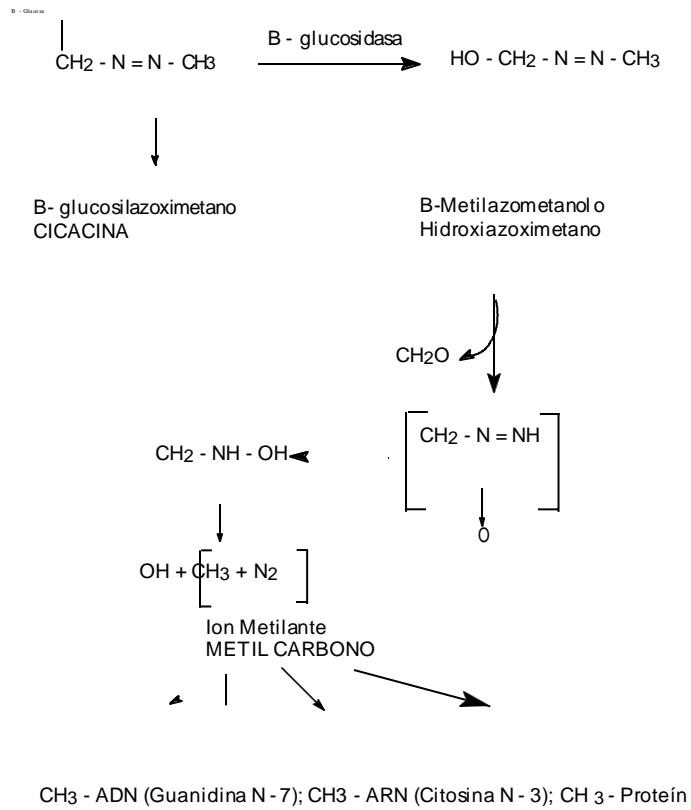 B - Glucosa
B - glucosidasa
CH2 - N = N - CH3
HO - CH2 - N = N - CH3
B- glucosilazoximetano
CICACINA
B-Metilazometanol o
Hidroxiazoximetano
CH2O
CH2 - N = NH
CH2 - NH - OH
O
OH + CH3 + N2
Ion Metilante
METIL CARBONO
CH3 - ADN (Guanidina N - 7); CH3 - ARN (Citosina N - 3); CH 3 - Proteín